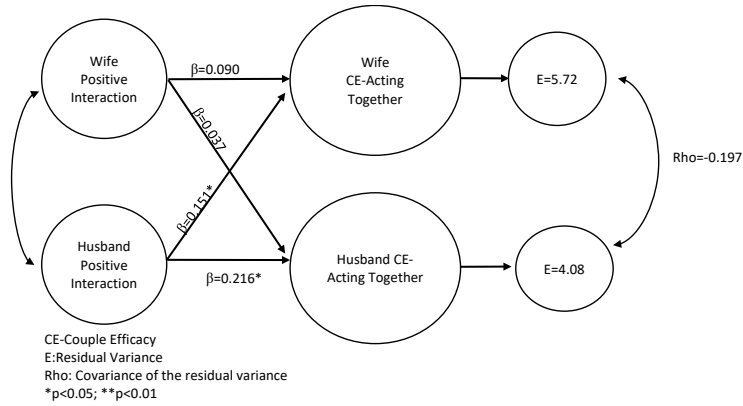 Wife
Positive
Interaction
β=0.090
Wife
CE-Acting
Together
E=5.72
β=0.037
Rho=-0.197
β=0.151*
Husband
Positive
Interaction
β=0.216*
Husband CE-
Acting Together
E=4.08
CE-Couple Efficacy
E:Residual Variance
Rho: Covariance of the residual variance
*p<0.05; **p<0.01